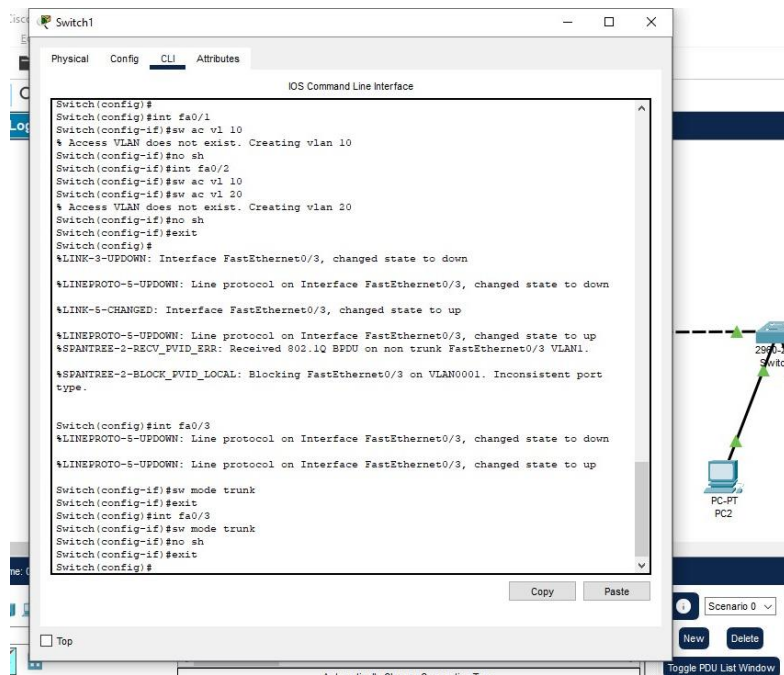 Cisc
Switch1
Physical Config CLI Attributes
IOS Command Line Interface
Switch(config)#
Switch(config)#int fa0/1
Switch(config-if)#sw ac vl 10
% Access VLAN does not exist. Creating vlan 10
Switch(config-if)#no sh
Switch(config-if)#int fa0/2
Switch(config-if)#sw ac vl 10
Switch(config-if)#sw ac vl 20
% Access VLAN does not exist. Creating vlan 20
Switch(config-if)#no sh
Switch(config-if)#exit
Switch(config)#
%LINK-3-UPDOWN: Interface FastEthernet0/3, changed state to down
%LINEPROTO-5-UPDOWN: Line protocol on Interface FastEthernet0/3, changed state to down
%LINK-5-CHANGED: Interface FastEthernet0/3, changed state to up
%LINEPROTO-5-UPDOWN: Line protocol on Interface FastEthernet0/3, changed state to up
%SPANTREE-2-RECV_PVID_ERR: Received 802.1Q BPDU on non trunk FastEthernet0/3 VLAN1.
%SPANTREE-2-BLOCK_PVID_LOCAL: Blocking FastEthernet0/3 on VLAN0001. Inconsistent port
type.
Switch(config)#int fa0/3
%LINEPROTO-5-UPDOWN: Line protocol on Interface FastEthernet0/3, changed state to down
%LINEPROTO-5-UPDOWN: Line protocol on Interface FastEthernet0/3, changed state to up
Switch(config-if)#sw mode trunk
Switch(config-if)#exit
Switch(config)#int fa0/3
Switch(config-if)#sw mode trunk
Switch(config-if)#no sh
Switch(config-if)#exit
Switch(config)#
Copy Paste
Top
PC-PT
PC2
Scenario 0
New Delete
Toggle PDU List Window